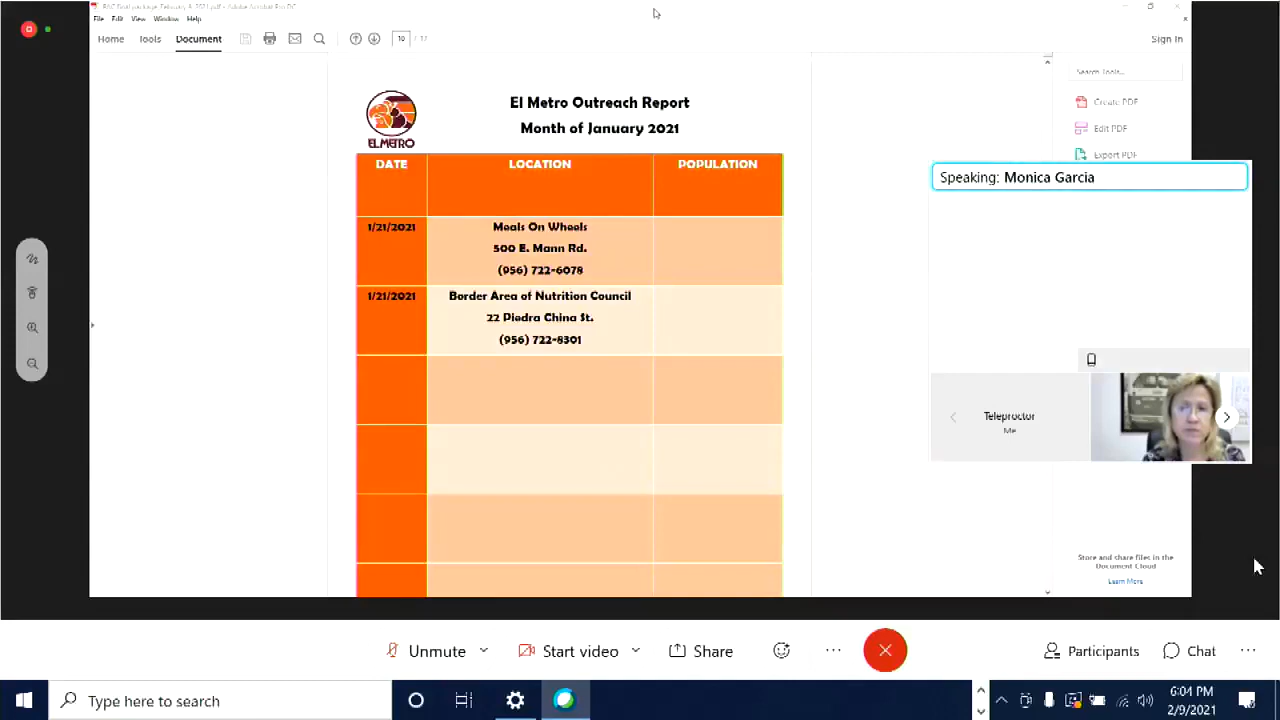 File Edit View Window Help
Home Tools Document
10 / 17
Sign In
Search Tools...
Create PDF
Edit PDF
Export PDF
EL METRO
El Metro Outreach Report
Month of January 2021
DATE LOCATION POPULATION
1/21/2021 Meals On Wheels
500 E. Mann Rd.
(956) 722-6078
1/21/2021 Border Area of Nutrition Council
22 Piedra China St.
(956) 722-8301
Speaking: Monica Garcia
Teleproctor
Me
Store and share files in the
Document Cloud
Learn More
Unmute Start video Share Participants Chat
Type here to search
6:04 PM
2/9/2021